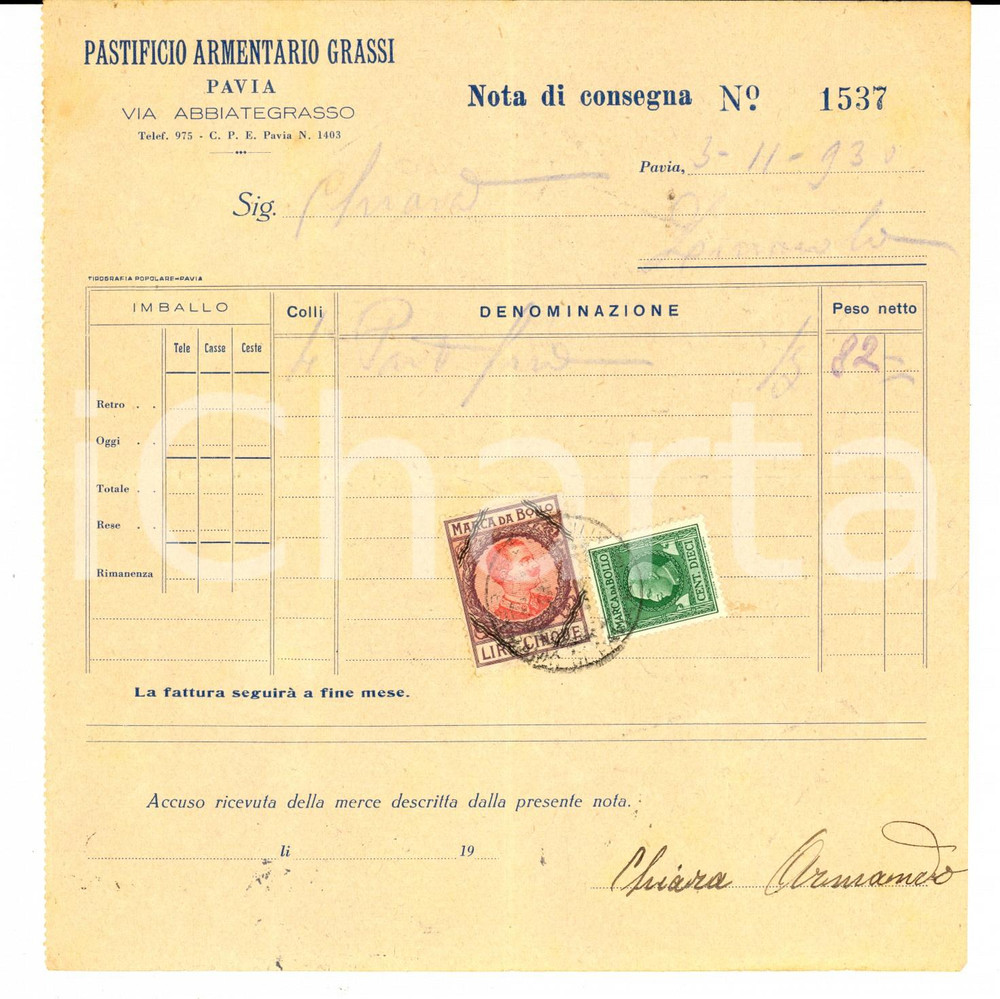 PASTIFICIO ARMENTARIO GRASSI
PAVIA
VIA ABBIATEGRASSO
Telef. 975 - C. P. E. Pavia N. 1403
Nota di consegna Nº 1537
Pavia, 3-11-930
Sig. Chiara
TIPOGRAFIA POPOLARE-PAVIA
IMBALLO Colli DENOMINAZIONE Peso netto
Tele Casse Ceste
4 82
Retro . .
Oggi . .
Totale . .
Rese . .
Rimanenza
iCharta
MARCA DA BOLLO
LIRE CINQUE
MARCA DA BOLLO
CENT. DIECI
La fattura seguirà a fine mese.
Accuso ricevuta della merce descritta dalla presente nota.
li 19
Chiara Armando